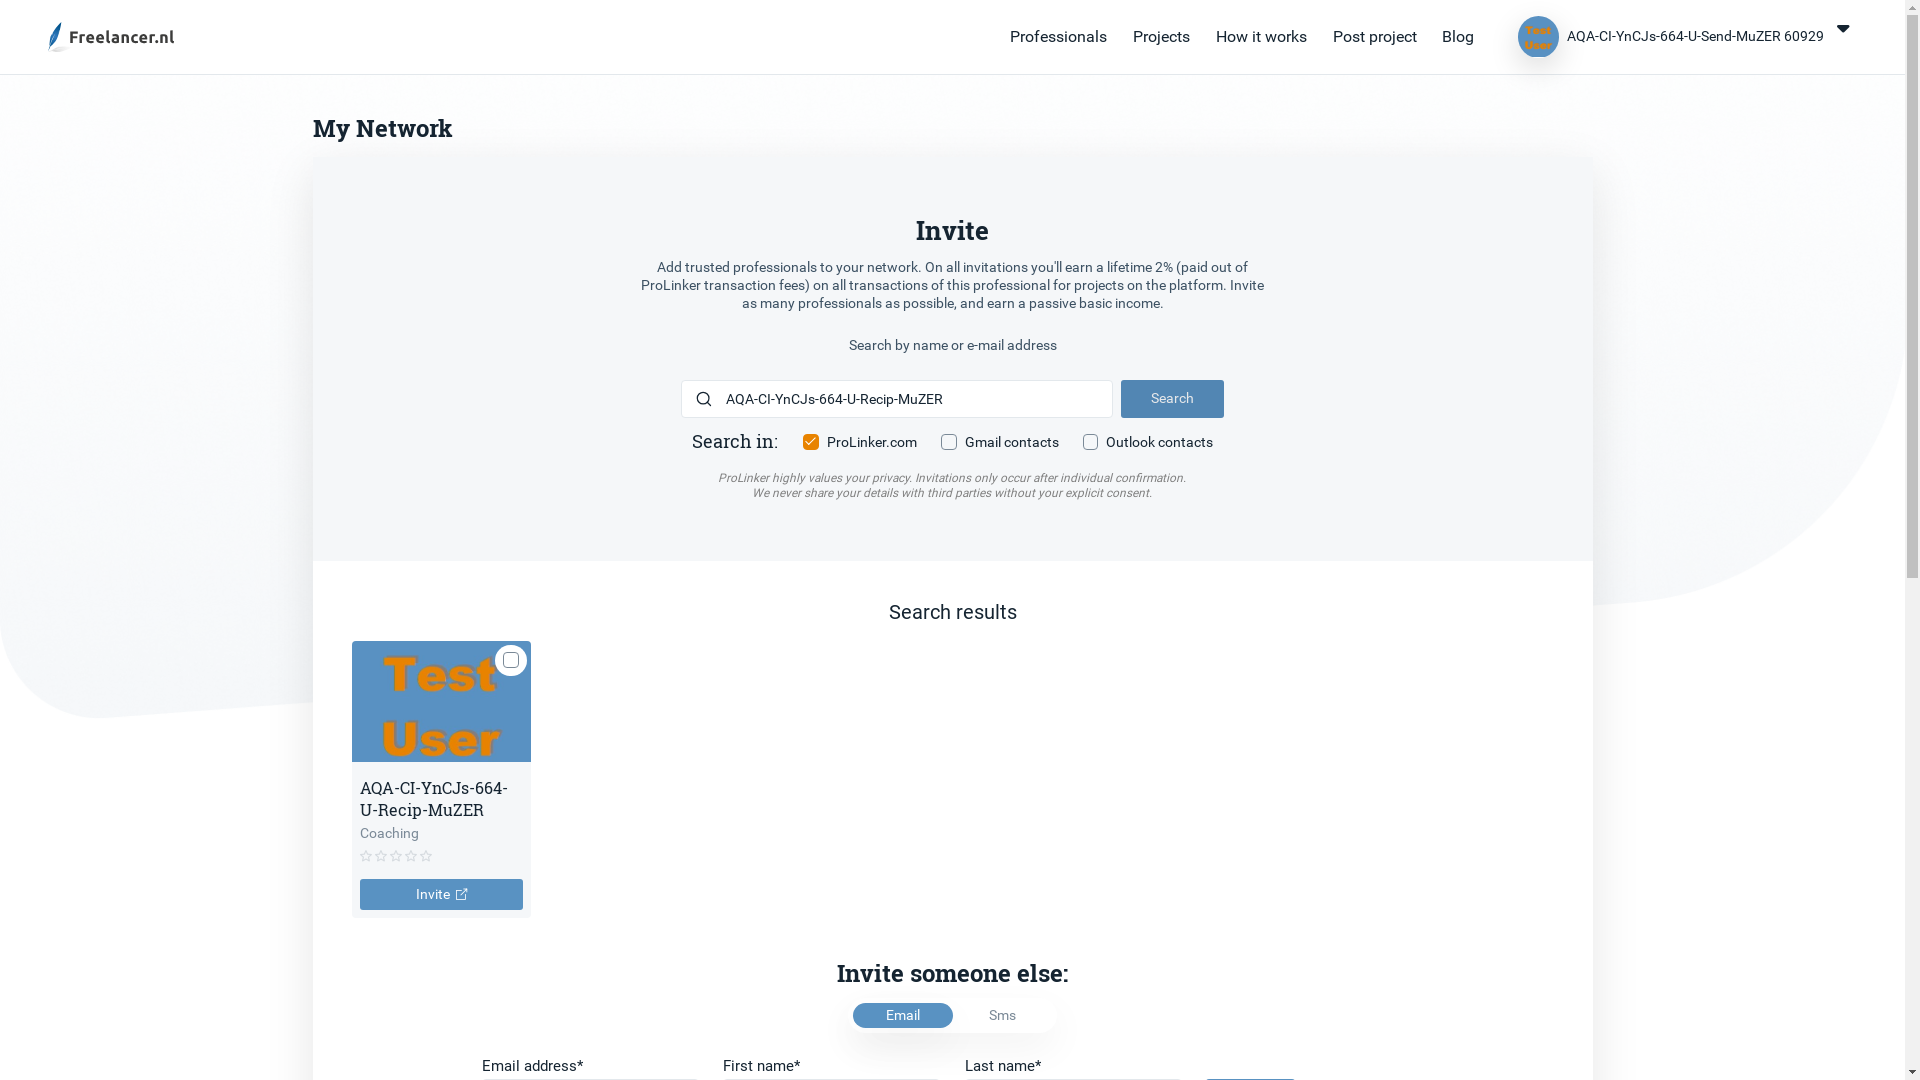 Freelancer.nl
Professionals Projects How it works Post project Blog Test User AQA-CI-YnCJs-664-U-Send-MuZER 60929
My Network
Invite
Add trusted professionals to your network. On all invitations you'll earn a lifetime 2% (paid out of
ProLinker transaction fees) on all transactions of this professional for projects on the platform. Invite
as many professionals as possible, and earn a passive basic income.
Search by name or e-mail address
AQA-CI-YnCJs-664-U-Recip-MuZER Search
Search in: ProLinker.com Gmail contacts Outlook contacts
ProLinker highly values your privacy. Invitations only occur after individual confirmation.
We never share your details with third parties without your explicit consent.
Search results
Test
User
AQA-CI-YnCJs-664-
U-Recip-MuZER
Coaching
Invite
Invite someone else:
Email Sms
Email address* First name* Last name*